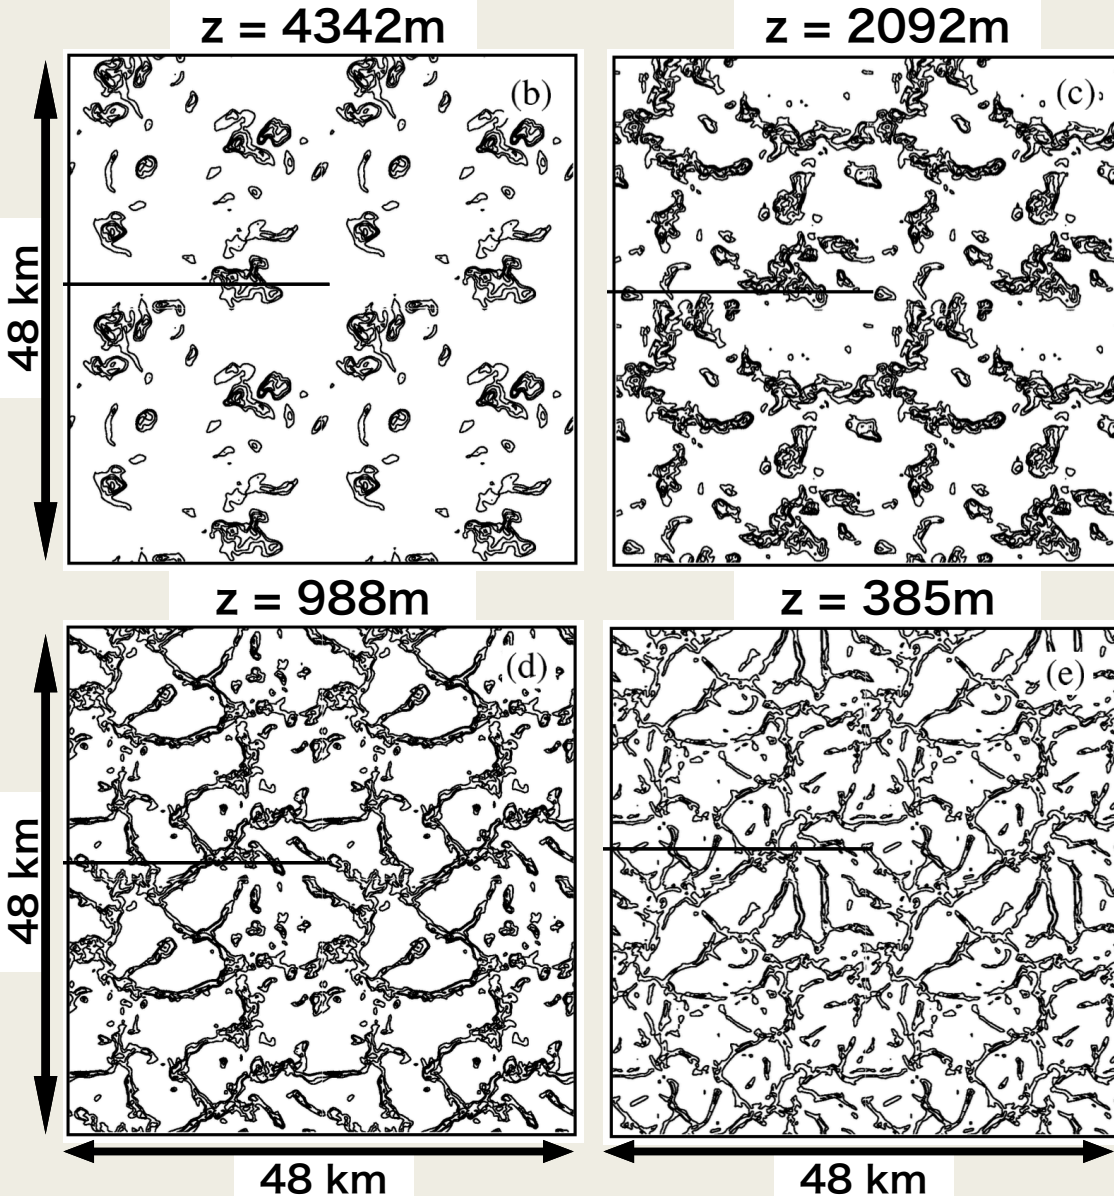 z = 4342m
z = 2092m
(b)
(c)
48 km
z = 988m
z = 385m
(d)
(e)
48 km
48 km
48 km